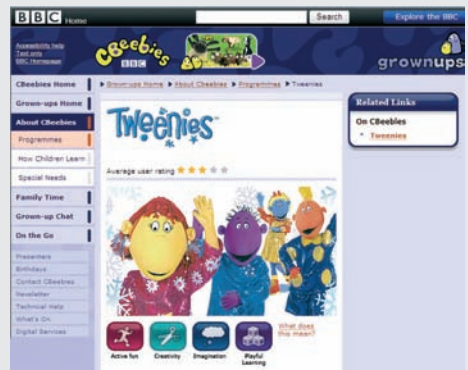 BBC Home
Search
Explore the BBC
Accessibility help
Text only
BBC Homepage
CBeebies
BBC
grownups
CBeebies Home
Grown-ups Home
About CBeebies
Programmes
How Children Learn
Special Needs
Family Time
Grown-up Chat
On the Go
Presenters
Birthdays
Contact CBeebies
Newsletter
Technical Help
What's On
Digital Services
Grown-ups Home About CBeebies Programmes Tweenies
Tweenies
Average user rating
Active fun
Creativity
Imagination
Playful
Learning
What does
this mean?
Related Links
On CBeebies
• Tweenies